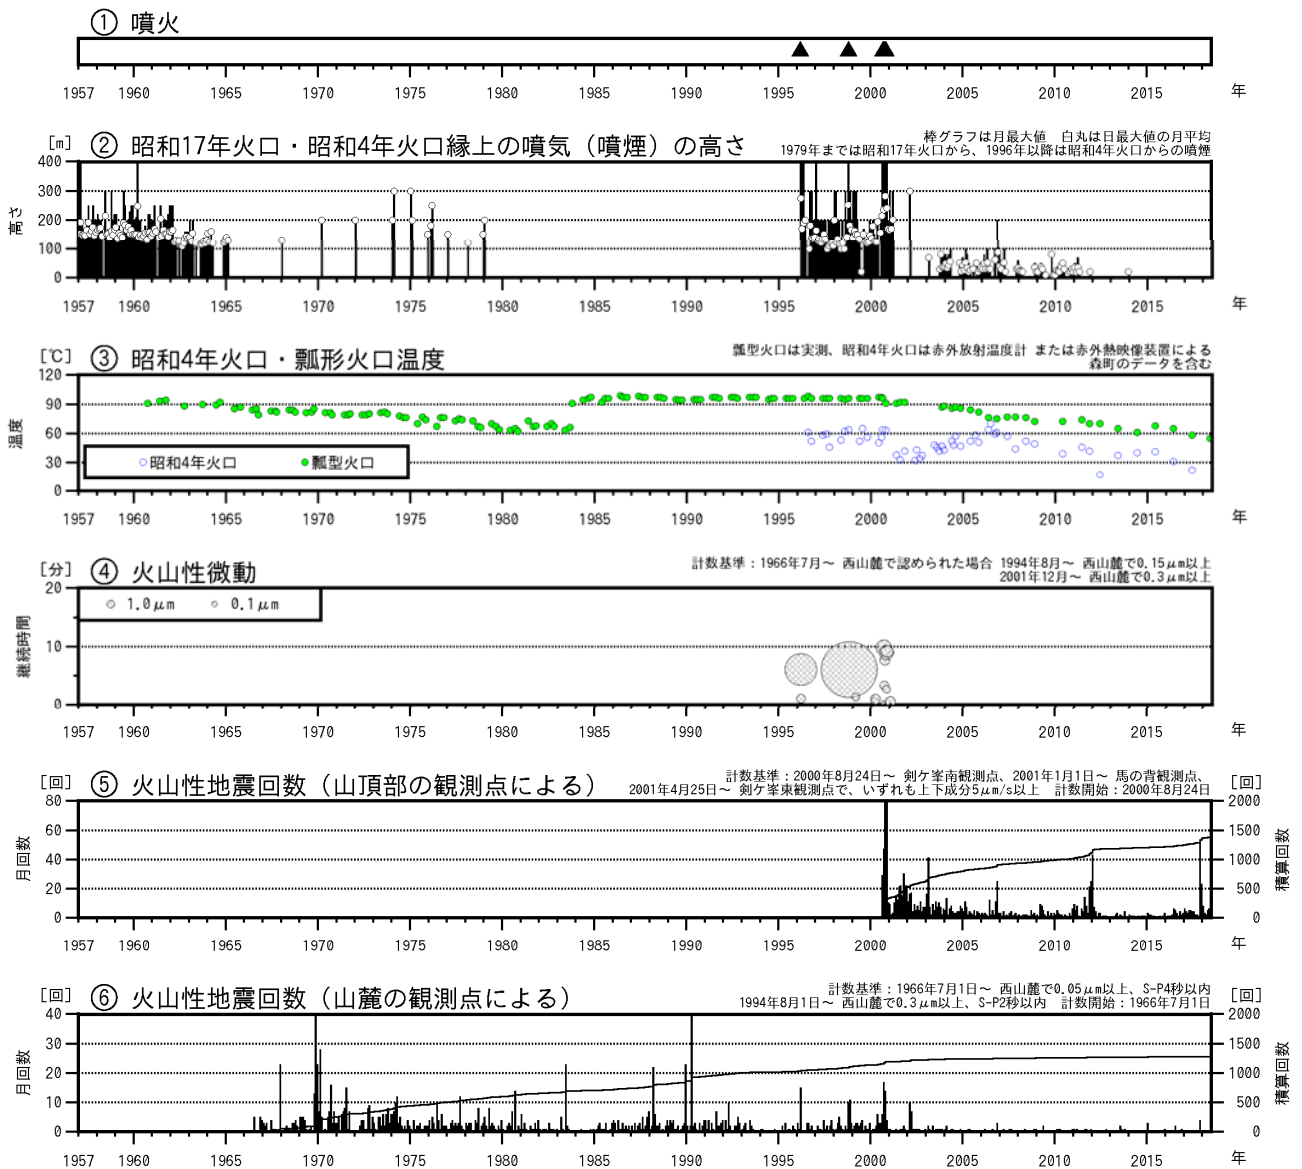 ① 噴火
1957 1960 1965 1970 1975 1980 1985 1990 1995 2000 2005 2010 2015 年
[m] ② 昭和17年火口・昭和4年火口縁上の噴気（噴煙）の高さ
棒グラフは月最大値　白丸は日最大値の月平均
1979年までは昭和17年火口から、1996年以降は昭和4年火口からの噴煙
400
300
200
100
0
高さ
1957 1960 1965 1970 1975 1980 1985 1990 1995 2000 2005 2010 2015 年
[℃] ③ 昭和4年火口・瓢形火口温度
瓢型火口は実測、昭和4年火口は赤外放射温度計 または赤外熱映像装置による
森町のデータを含む
120
90
60
30
0
温度
昭和4年火口 瓢型火口
1957 1960 1965 1970 1975 1980 1985 1990 1995 2000 2005 2010 2015 年
[分] ④ 火山性微動
計数基準：1966年7月～ 西山麓で認められた場合 1994年8月～ 西山麓で0.15μm以上
2001年12月～ 西山麓で0.3μm以上
20
10
0
継続時間
1.0μm 0.1μm
1957 1960 1965 1970 1975 1980 1985 1990 1995 2000 2005 2010 2015 年
[回] ⑤ 火山性地震回数（山頂部の観測点による）
計数基準：2000年8月24日～ 剣ケ峯南観測点、2001年1月1日～ 馬の背観測点、
2001年4月25日～ 剣ケ峯東観測点で、いずれも上下成分5μm/s以上　計数開始：2000年8月24日
[回]
80
60
40
20
0
月回数
2000
1500
1000
500
0
積算回数
1957 1960 1965 1970 1975 1980 1985 1990 1995 2000 2005 2010 2015 年
[回] ⑥ 火山性地震回数（山麓の観測点による）
計数基準：1966年7月1日～ 西山麓で0.05μm以上、S-P4秒以内
1994年8月1日～ 西山麓で0.3μm以上、S-P2秒以内　計数開始：1966年7月1日
[回]
40
30
20
10
0
月回数
2000
1500
1000
500
0
積算回数
1957 1960 1965 1970 1975 1980 1985 1990 1995 2000 2005 2010 2015 年